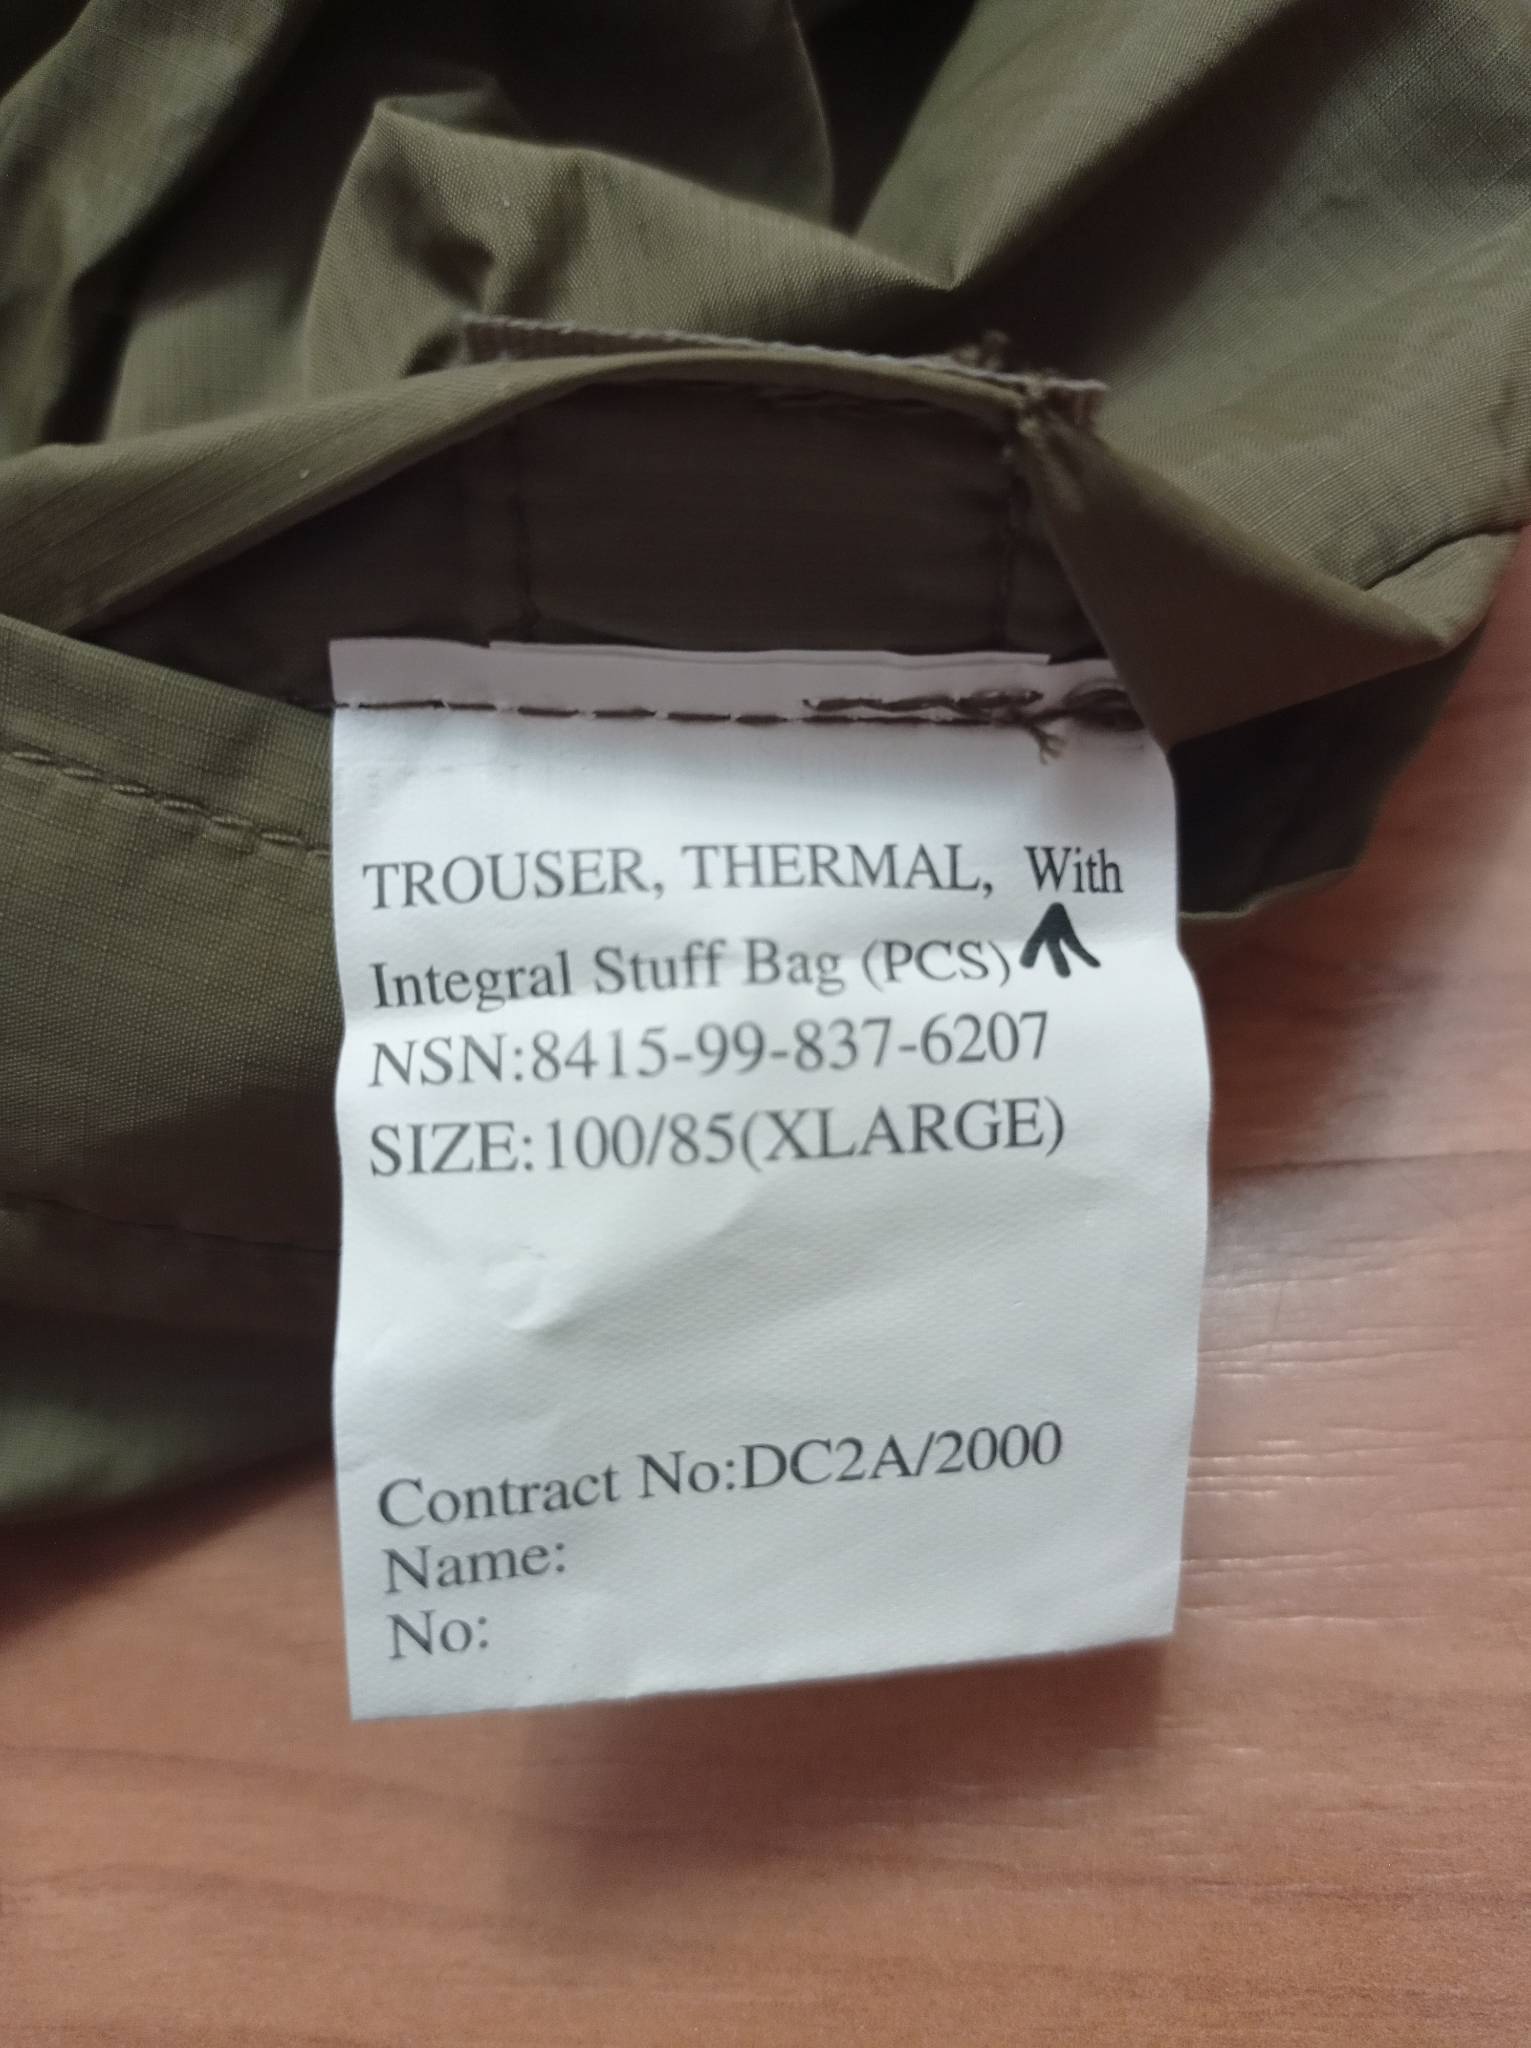 TROUSER, THERMAL, With
Integral Stuff Bag (PCS)
NSN:8415-99-837-6207
SIZE:100/85(XLARGE)
Contract No:DC2A/2000
Name:
No: